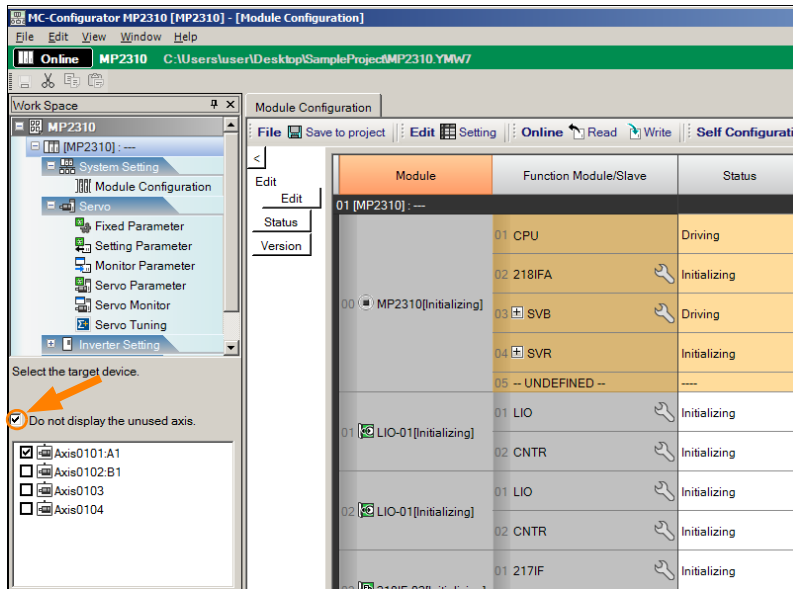 MC-Configurator MP2310 [MP2310] - [Module Configuration]
File Edit View Window Help
Online MP2310 C:\Users\user\Desktop\SampleProject\MP2310.YMW7
Work Space
MP2310
[MP2310] : ---
System Setting
Module Configuration
Servo
Fixed Parameter
Setting Parameter
Monitor Parameter
Servo Parameter
Servo Monitor
Servo Tuning
Inverter Setting
Select the target device.
Do not display the unused axis.
Axis0101:A1
Axis0102:B1
Axis0103
Axis0104
Module Configuration
File Save to project Edit Setting Online Read Write Self Configurati
<
Edit
Edit
Status
Version
Module Function Module/Slave Status
01 [MP2310] : ---
00 MP2310[Initializing]
01 CPU Driving
02 218IFA Initializing
03 SVB Driving
04 SVR Initializing
05 -- UNDEFINED -- ----
01 LIO-01[Initializing]
01 LIO Initializing
02 CNTR Initializing
02 LIO-01[Initializing]
01 LIO Initializing
02 CNTR Initializing
01 217IF Initializing